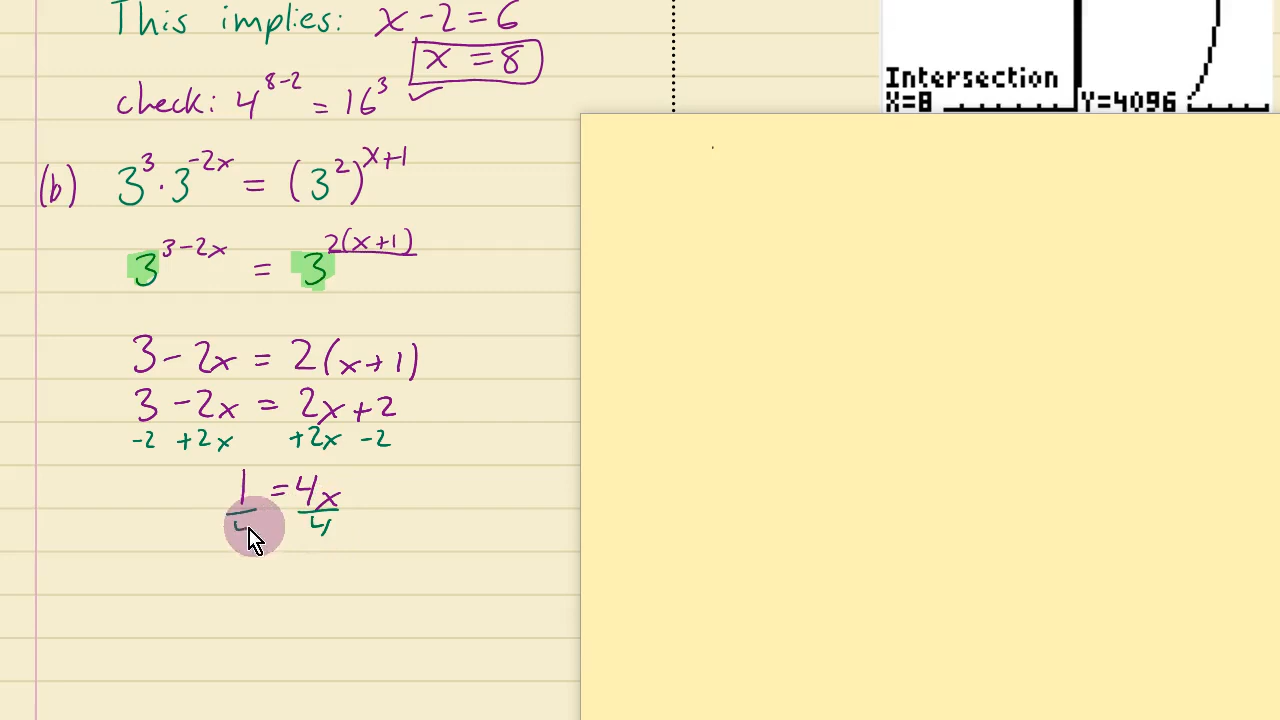 This implies: x - 2 = 6
x = 8
check: 4^{8-2} = 16^3 ✓
Intersection
X=8 Y=4096
(b) 3^3 · 3^{-2x} = (3^2)^{x+1}
3^{3-2x} = 3^{2(x+1)}
3 - 2x = 2(x+1)
3 - 2x = 2x + 2
-2 +2x +2x -2
1 = 4x
4 4